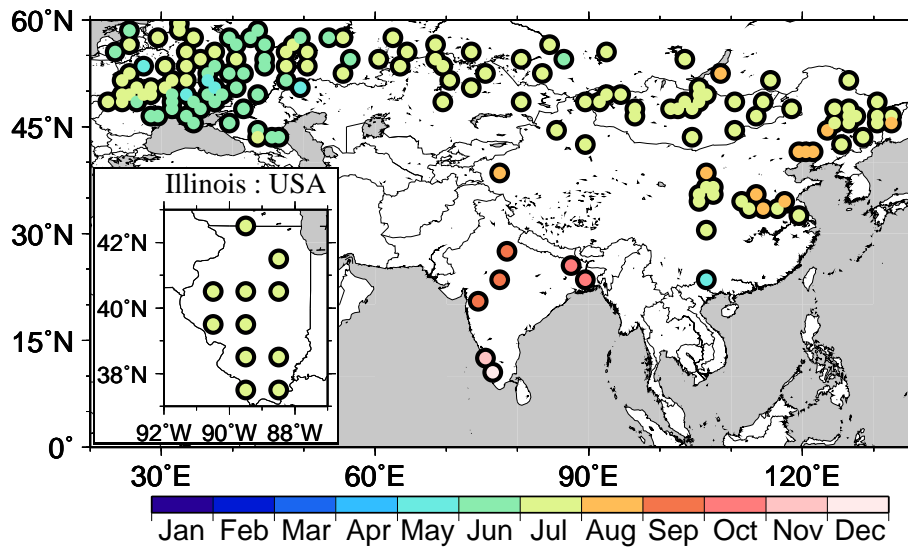 60˚N
45˚N
30˚N
15˚N
0˚
Illinois : USA
42˚N
40˚N
38˚N
92˚W 90˚W 88˚W
30˚E 60˚E 90˚E 120˚E
Jan Feb Mar Apr May Jun Jul Aug Sep Oct Nov Dec